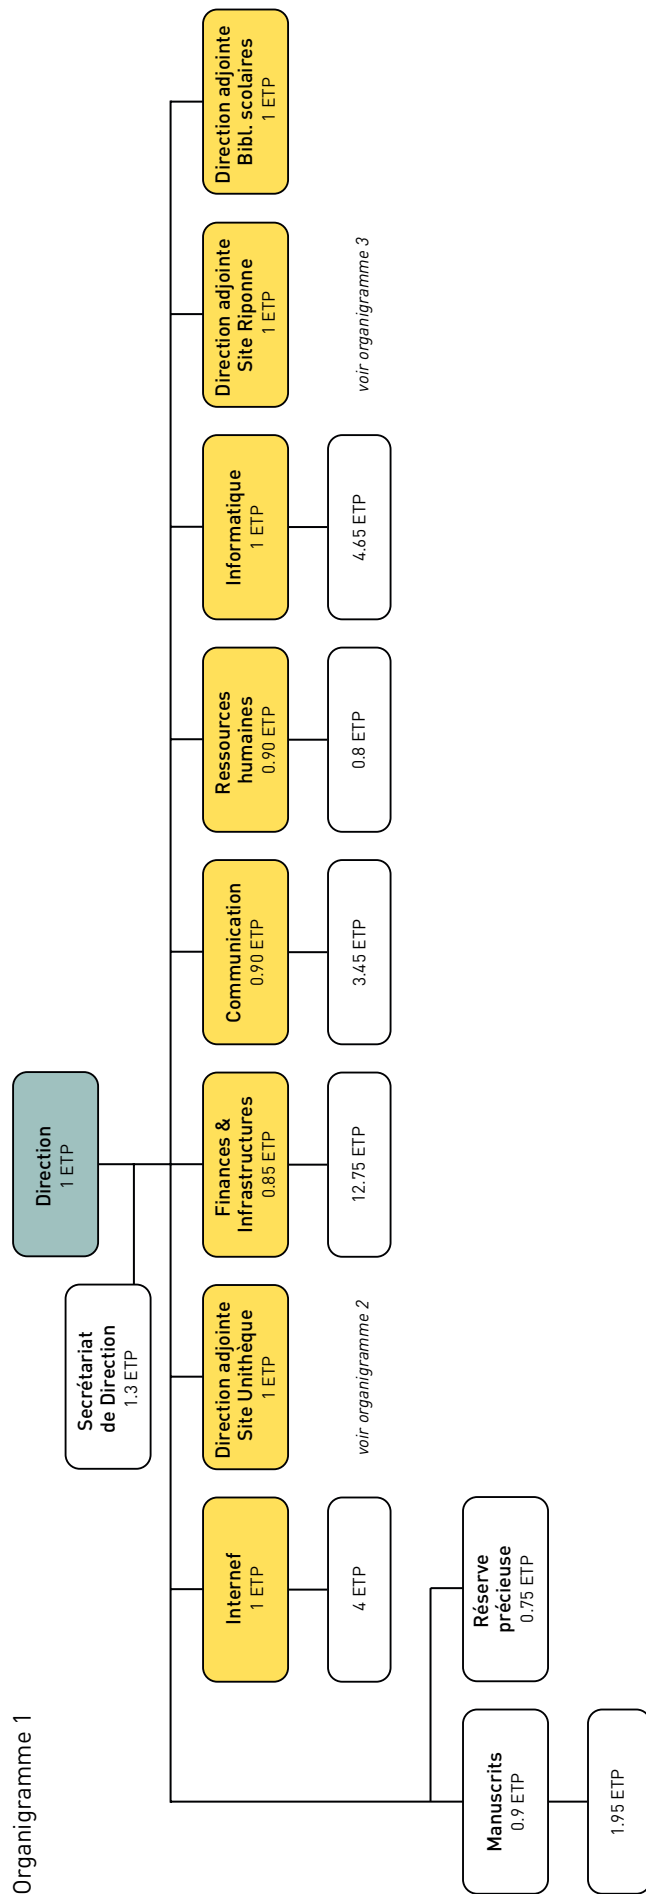 Organigramme 1
Direction
1 ETP
Secrétariat
de Direction
1.3 ETP
Internef
1 ETP
4 ETP
Direction adjointe
Site Unithèque
1 ETP
voir organigramme 2
Finances &
Infrastructures
0.85 ETP
12.75 ETP
Communication
0.90 ETP
3.45 ETP
Ressources
humaines
0.90 ETP
0.8 ETP
Informatique
1 ETP
4.65 ETP
Direction adjointe
Site Riponne
1 ETP
voir organigramme 3
Direction adjointe
Bibl. scolaires
1 ETP
Manuscrits
0.9 ETP
1.95 ETP
Réserve
précieuse
0.75 ETP